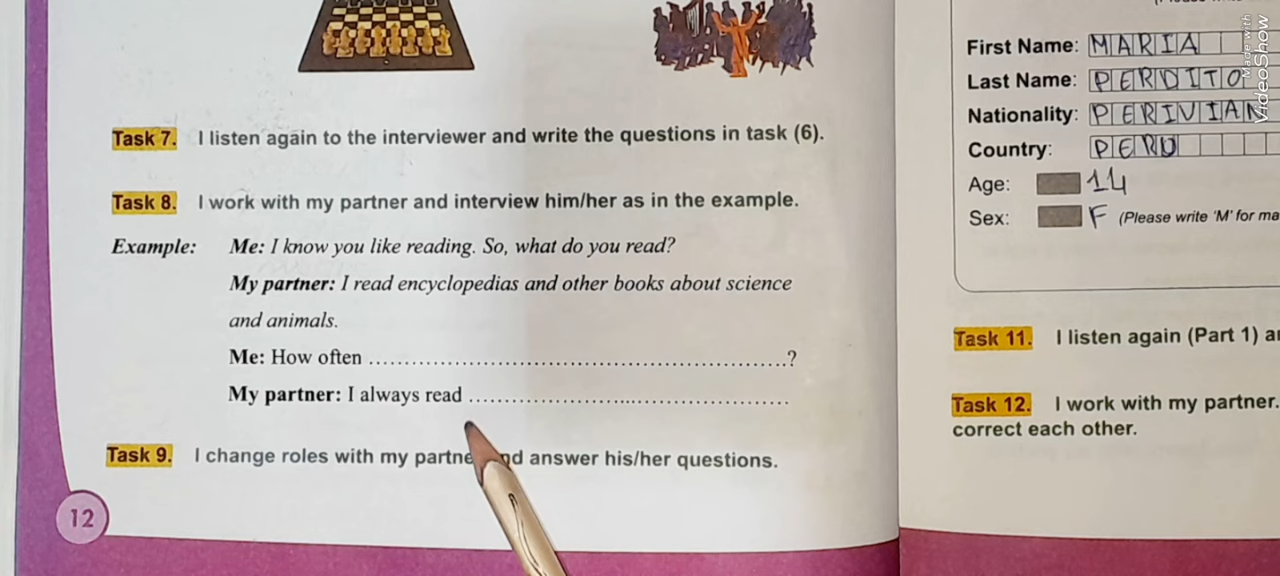 Task 7. I listen again to the interviewer and write the questions in task (6).
Task 8. I work with my partner and interview him/her as in the example.
Example: Me: I know you like reading. So, what do you read?
My partner: I read encyclopedias and other books about science
and animals.
Me: How often ........................................................................?
My partner: I always read ........................................................
Task 9. I change roles with my partne nd answer his/her questions.
12
First Name: MARIA
Last Name: PERDITO
Nationality: PERIVIAN
Country: PERU
Age: 14
Sex: F (Please write 'M' for ma
Task 11. I listen again (Part 1) a
Task 12. I work with my partner.
correct each other.
Made with
VideoShow